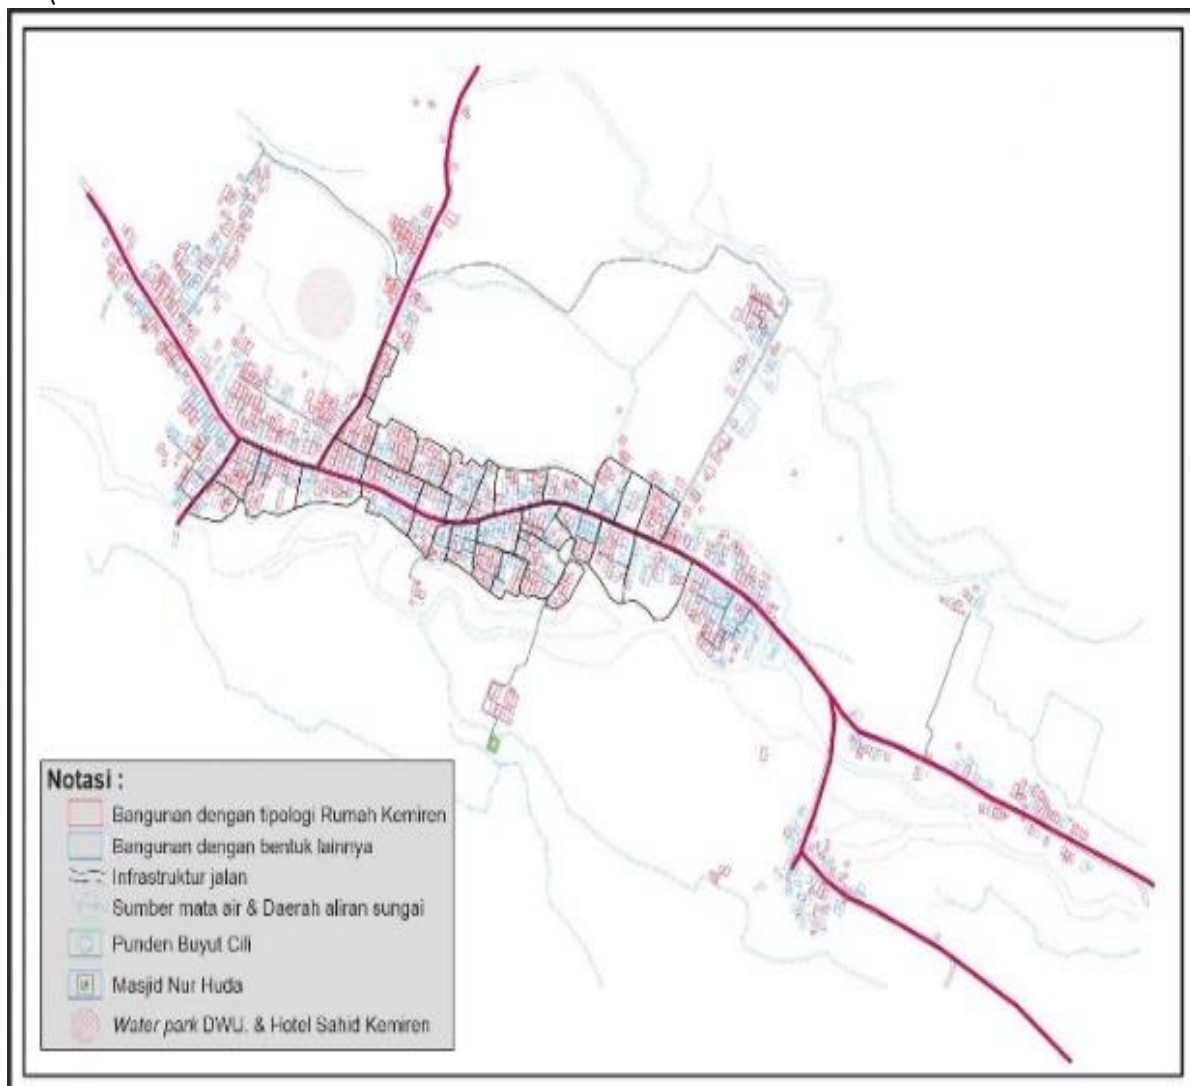 Notasi :
Bangunan dengan tipologi Rumah Kemiren
Bangunan dengan bentuk lainnya
Infrastruktur jalan
Sumber mata air & Daerah aliran sungai
Punden Buyut Cili
Masjid Nur Huda
Water park DWU. & Hotel Sahid Kemiren